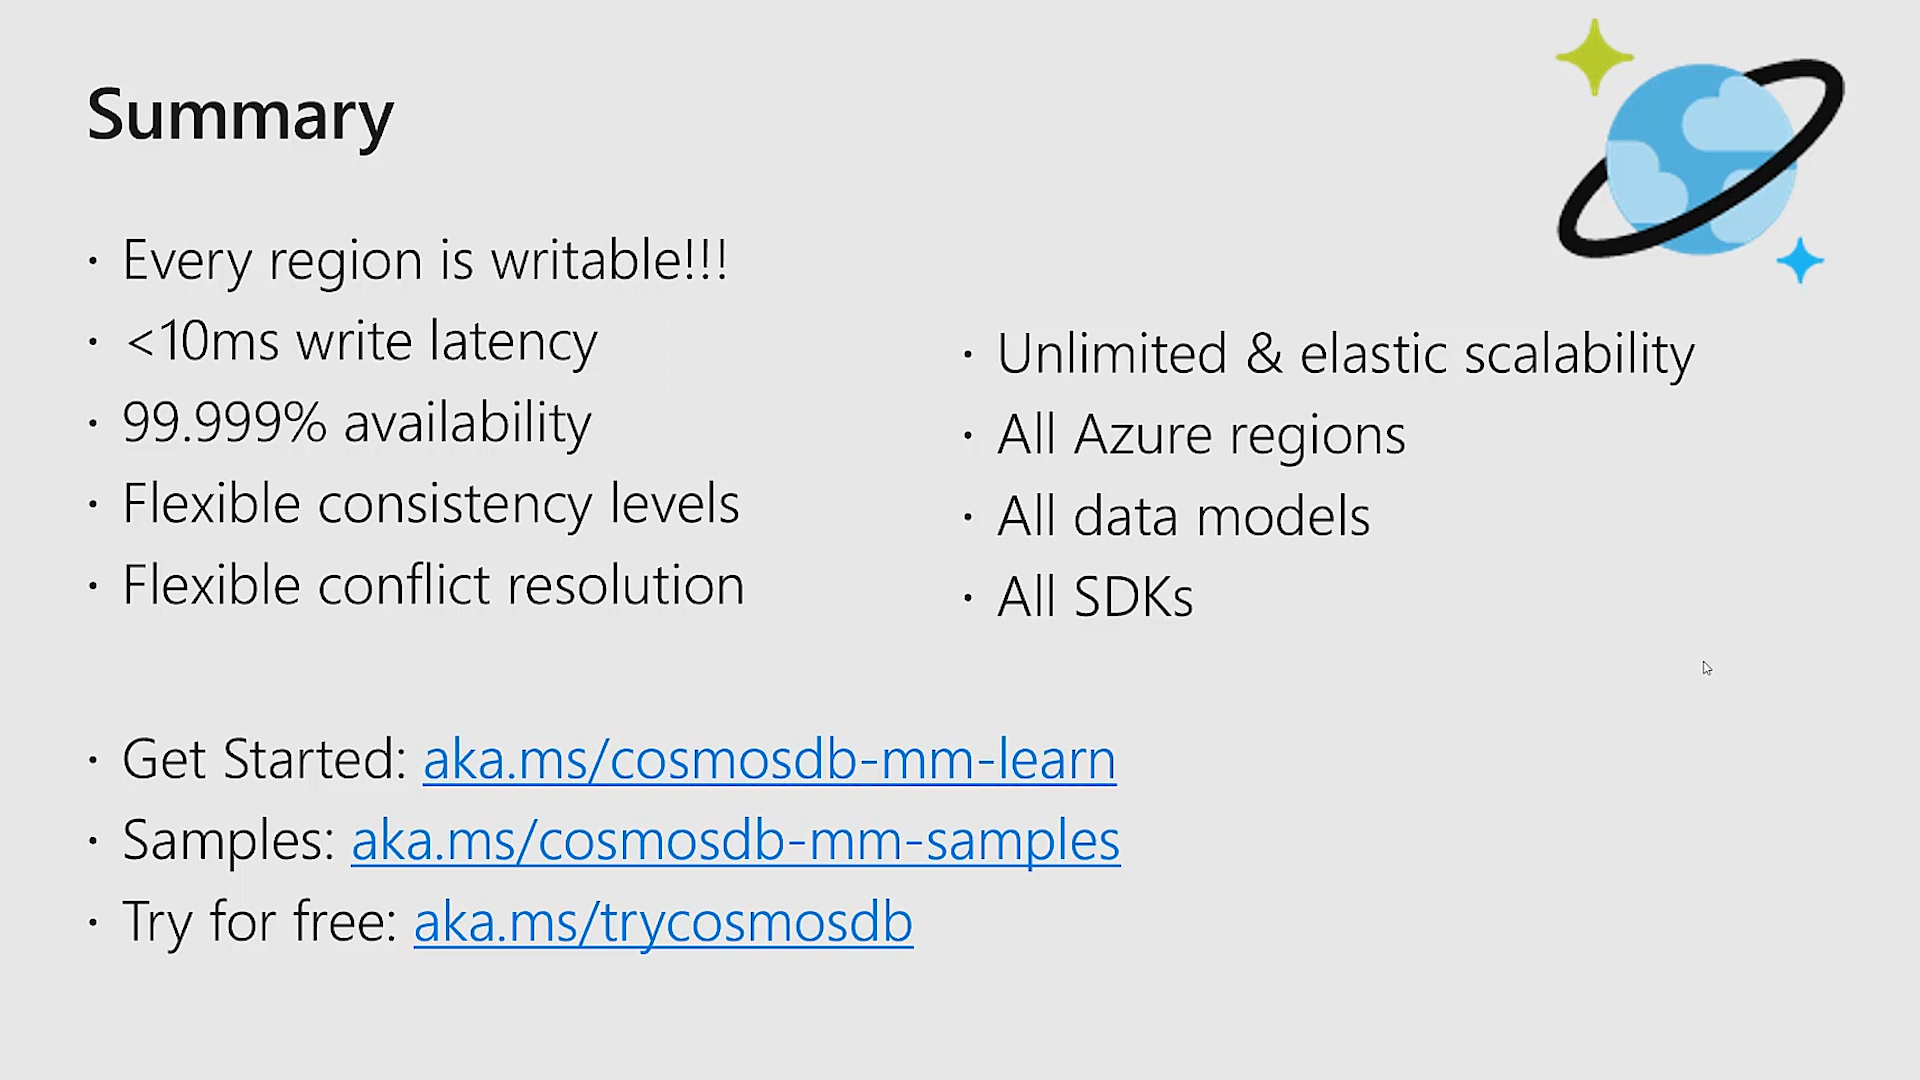 Summary
· Every region is writable!!!
· <10ms write latency
· 99.999% availability
· Flexible consistency levels
· Flexible conflict resolution
· Unlimited & elastic scalability
· All Azure regions
· All data models
· All SDKs
· Get Started: aka.ms/cosmosdb-mm-learn
· Samples: aka.ms/cosmosdb-mm-samples
· Try for free: aka.ms/trycosmosdb